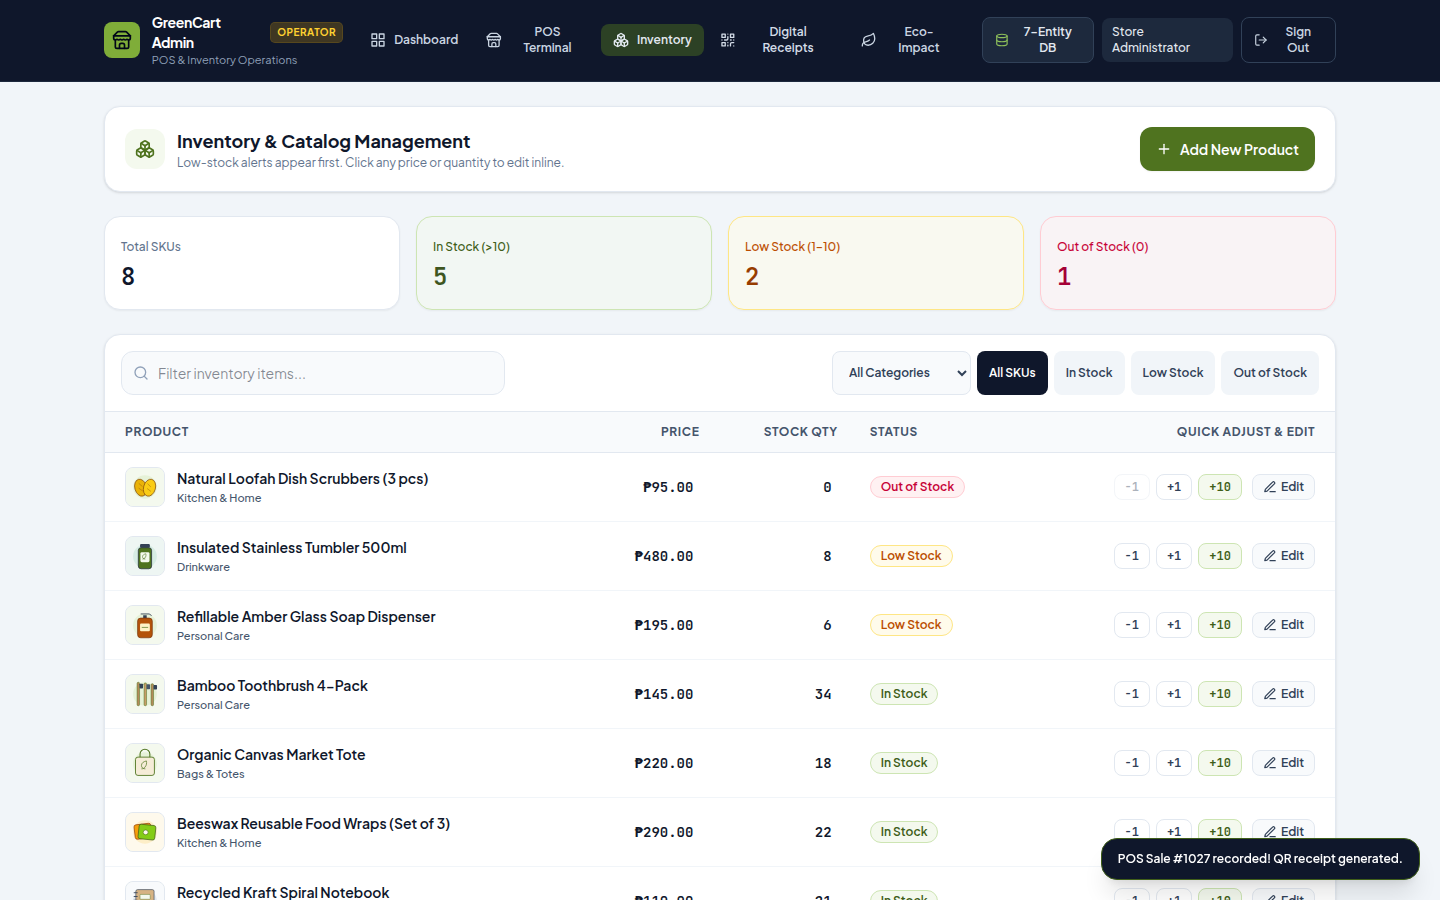 GreenCart Admin
OPERATOR
POS & Inventory Operations
Dashboard
POS Terminal
Inventory
Digital Receipts
Eco-Impact
7-Entity DB
Store Administrator
Sign Out
Inventory & Catalog Management
Low-stock alerts appear first. Click any price or quantity to edit inline.
+ Add New Product
Total SKUs
8
In Stock (>10)
5
Low Stock (1-10)
2
Out of Stock (0)
1
Filter inventory items...
All Categories
All SKUs
In Stock
Low Stock
Out of Stock
PRODUCT PRICE STOCK QTY STATUS QUICK ADJUST & EDIT
Natural Loofah Dish Scrubbers (3 pcs)
Kitchen & Home
₱95.00 0 Out of Stock -1 +1 +10 Edit
Insulated Stainless Tumbler 500ml
Drinkware
₱480.00 8 Low Stock -1 +1 +10 Edit
Refillable Amber Glass Soap Dispenser
Personal Care
₱195.00 6 Low Stock -1 +1 +10 Edit
Bamboo Toothbrush 4-Pack
Personal Care
₱145.00 34 In Stock -1 +1 +10 Edit
Organic Canvas Market Tote
Bags & Totes
₱220.00 18 In Stock -1 +1 +10 Edit
Beeswax Reusable Food Wraps (Set of 3)
Kitchen & Home
₱290.00 22 In Stock -1 +1 +10 Edit
Recycled Kraft Spiral Notebook
In Stock -1 +1 +10 Edit
POS Sale #1027 recorded! QR receipt generated.